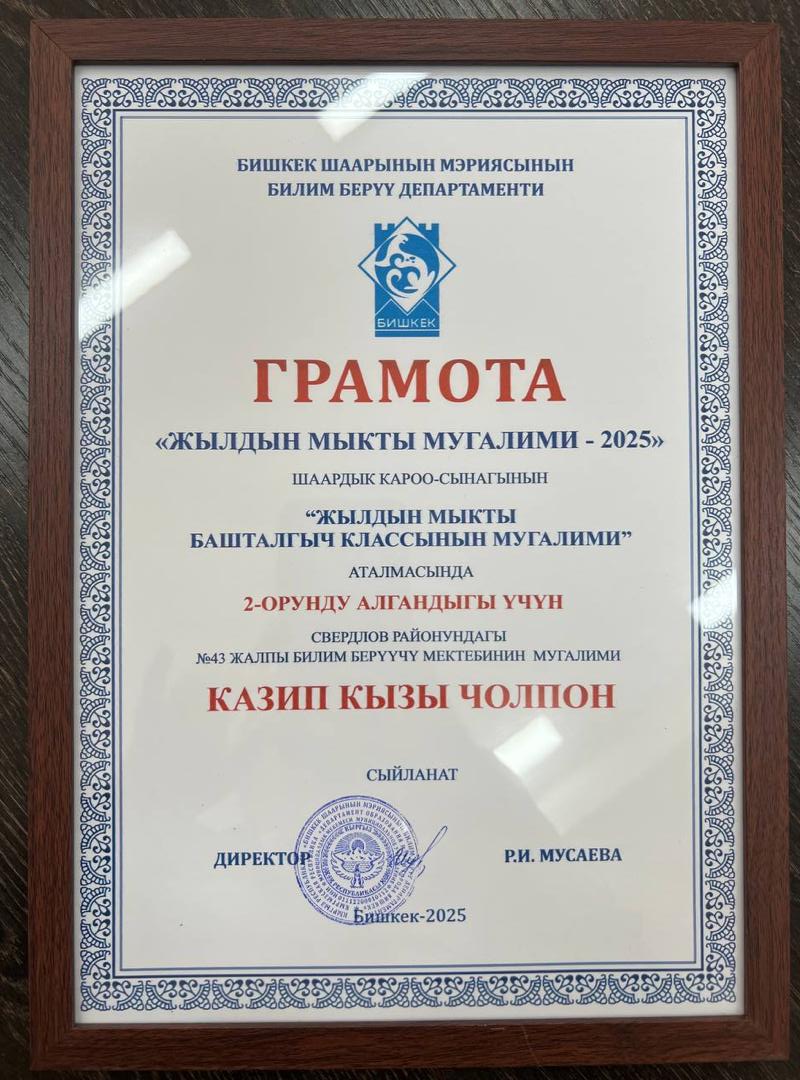 БИШКЕК ШААРЫНЫН МЭРИЯСЫНЫН
БИЛИМ БЕРҮҮ ДЕПАРТАМЕНТИ
БИШКЕК
ГРАМОТА
«ЖЫЛДЫН МЫКТЫ МУГАЛИМИ - 2025»
ШААРДЫК КАРОО-СЫНАГЫНЫН
“ЖЫЛДЫН МЫКТЫ
БАШТАЛГЫЧ КЛАССЫНЫН МУГАЛИМИ”
АТАЛМАСЫНДА
2-ОРУНДУ АЛГАНДЫГЫ ҮЧҮН
СВЕРДЛОВ РАЙОНУНДАГЫ
№43 ЖАЛПЫ БИЛИМ БЕРҮҮЧҮ МЕКТЕБИНИН МУГАЛИМИ
КАЗИП КЫЗЫ ЧОЛПОН
СЫЙЛАНАТ
ДИРЕКТОР Р.И. МУСАЕВА
Бишкек-2025